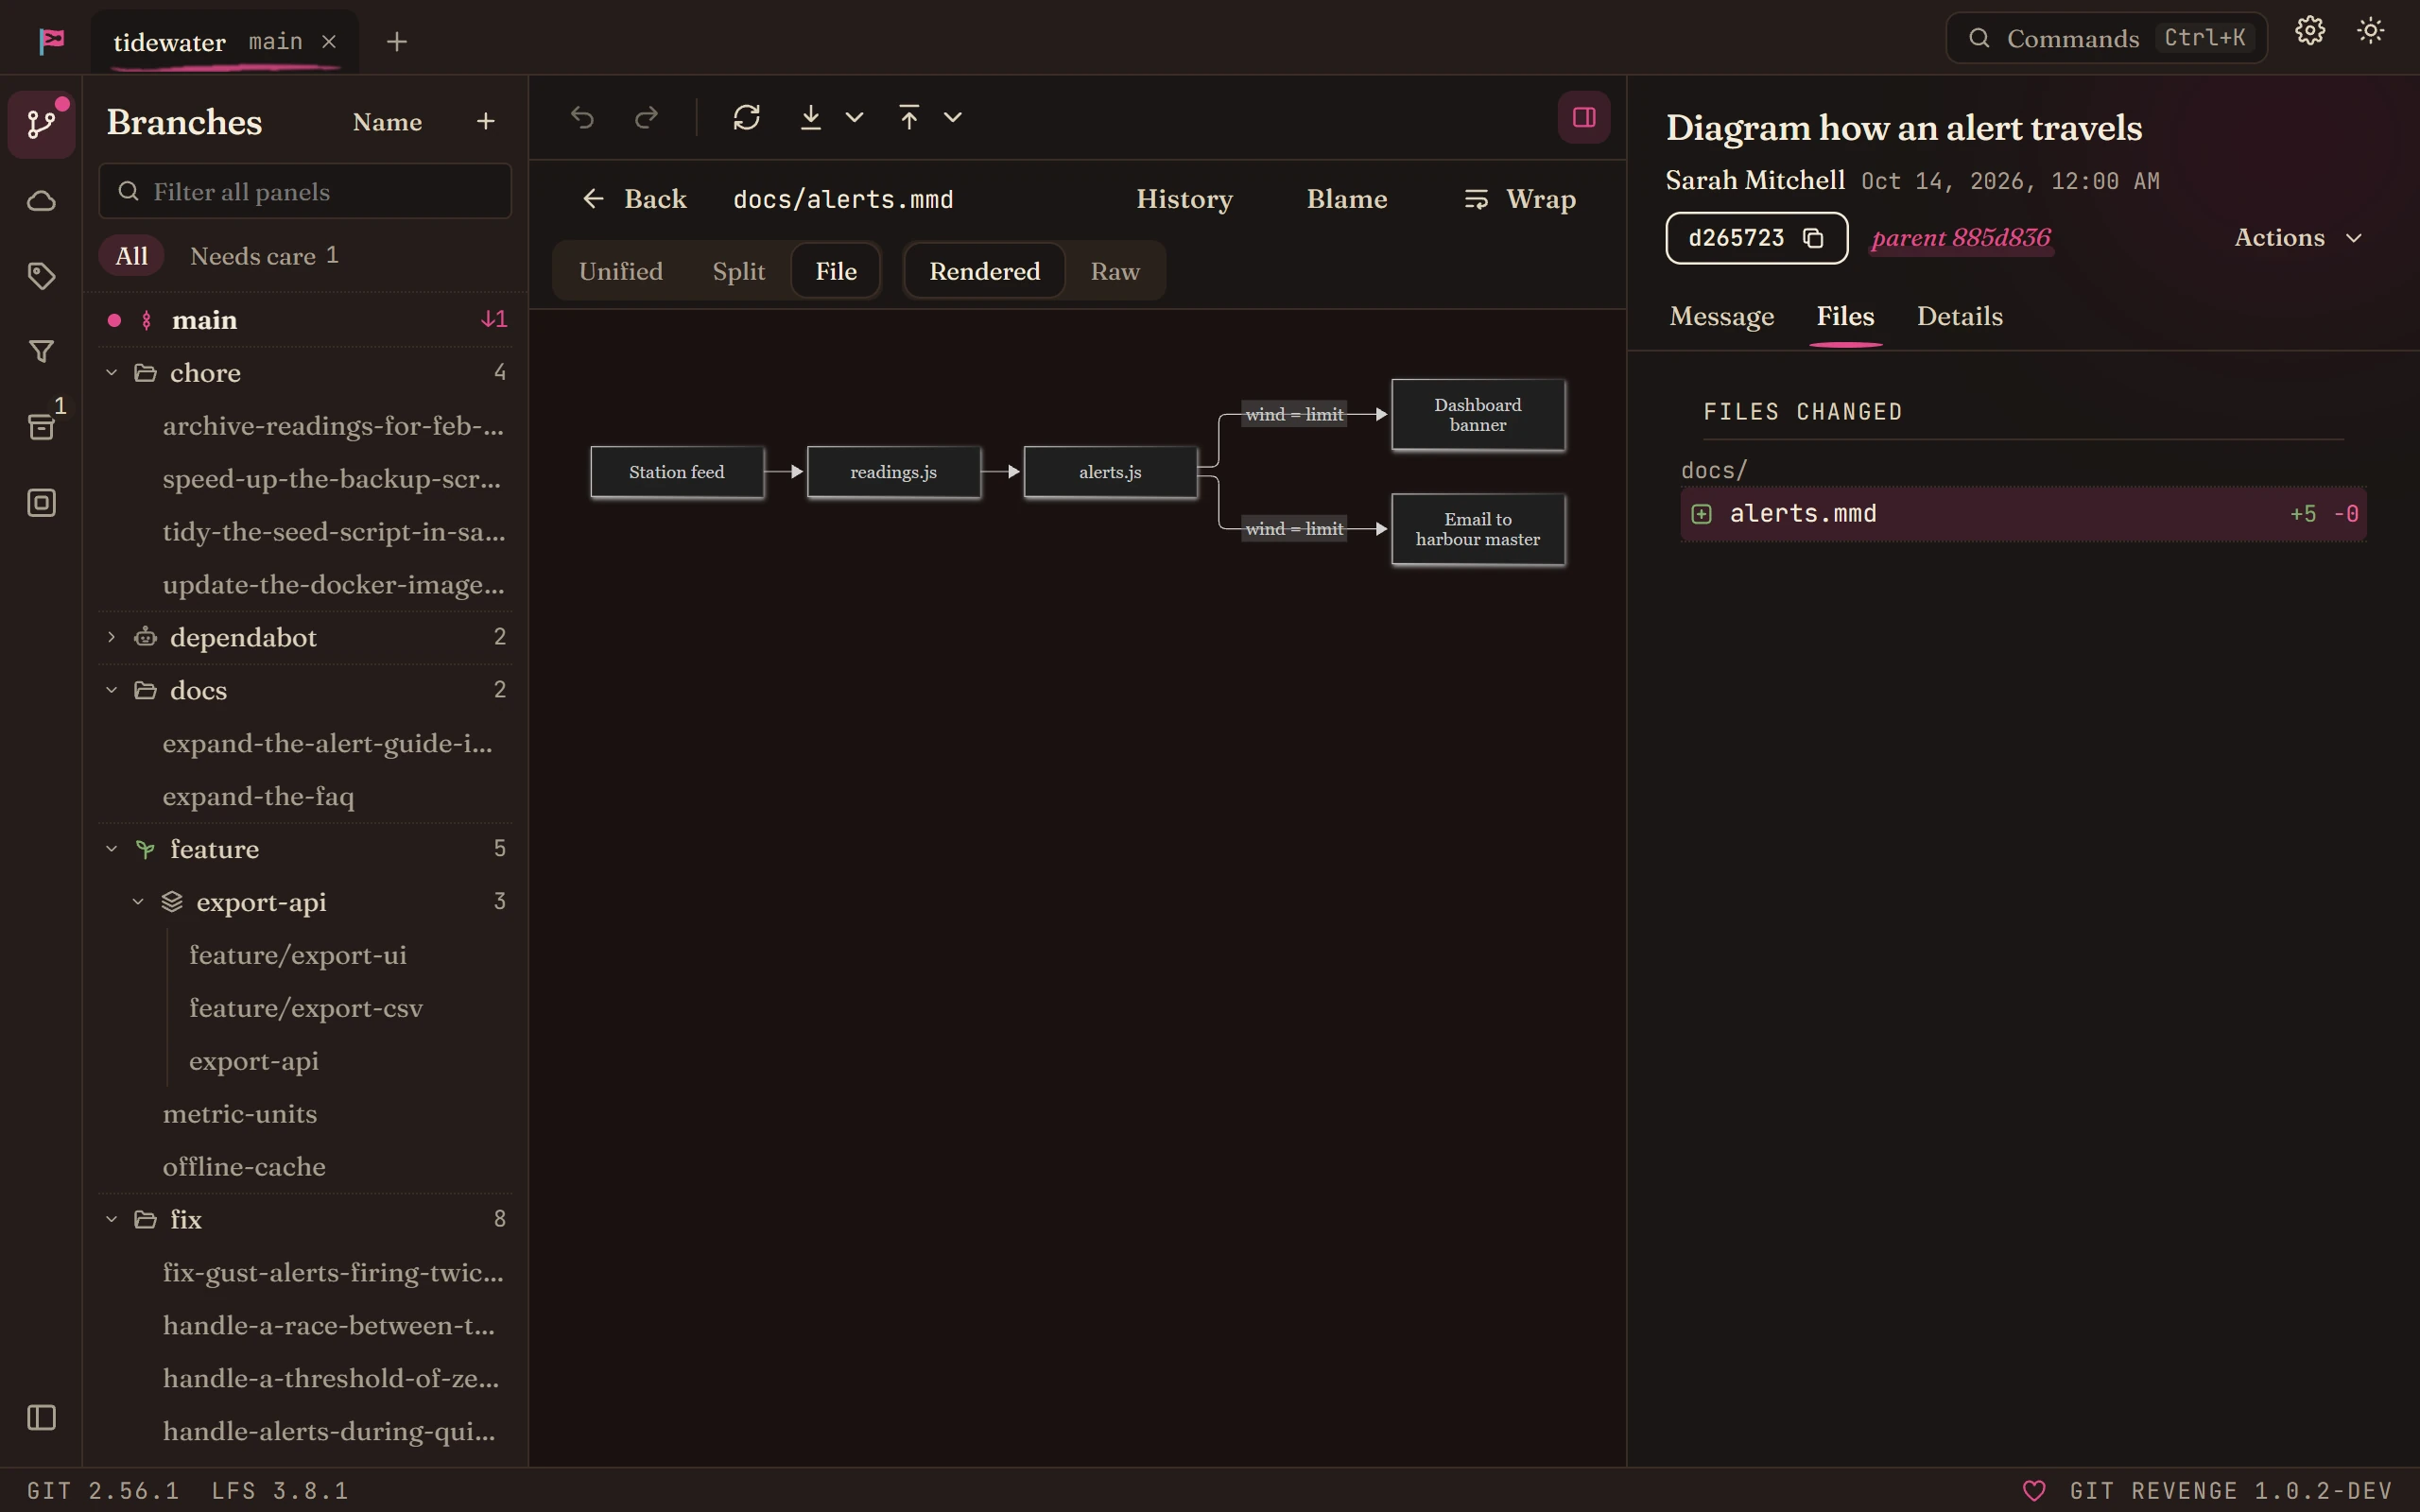 tidewater main
Commands Ctrl+K
Branches Name
Filter all panels
All Needs care 1
main ↓1
chore 4
archive-readings-for-feb-...
speed-up-the-backup-scr...
tidy-the-seed-script-in-sa...
update-the-docker-image...
dependabot 2
docs 2
expand-the-alert-guide-i...
expand-the-faq
feature 5
export-api 3
feature/export-ui
feature/export-csv
export-api
metric-units
offline-cache
fix 8
fix-gust-alerts-firing-twic...
handle-a-race-between-t...
handle-a-threshold-of-ze...
handle-alerts-during-qui...
1
Back docs/alerts.mmd History Blame Wrap
Unified Split File Rendered Raw
Station feed
readings.js
alerts.js
wind = limit
Dashboard
banner
wind = limit
Email to
harbour master
Diagram how an alert travels
Sarah Mitchell Oct 14, 2026, 12:00 AM
d265723 parent 885d836 Actions
Message Files Details
FILES CHANGED
docs/
alerts.mmd +5 -0
GIT 2.56.1 LFS 3.8.1
GIT REVENGE 1.0.2-DEV